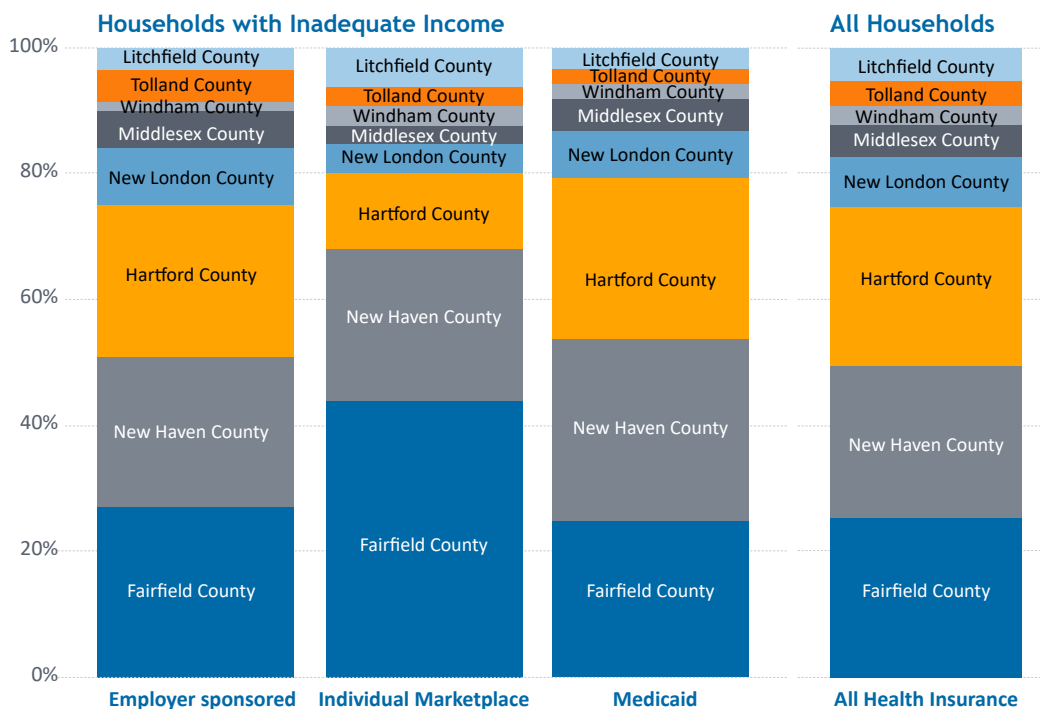 Households with Inadequate Income
All Households
100%
80%
60%
40%
20%
0%
Litchfield County
Tolland County
Windham County
Middlesex County
New London County
Hartford County
New Haven County
Fairfield County
Employer sponsored
Litchfield County
Tolland County
Windham County
Middlesex County
New London County
Hartford County
New Haven County
Fairfield County
Individual Marketplace
Litchfield County
Tolland County
Windham County
Middlesex County
New London County
Hartford County
New Haven County
Fairfield County
Medicaid
Litchfield County
Tolland County
Windham County
Middlesex County
New London County
Hartford County
New Haven County
Fairfield County
All Health Insurance